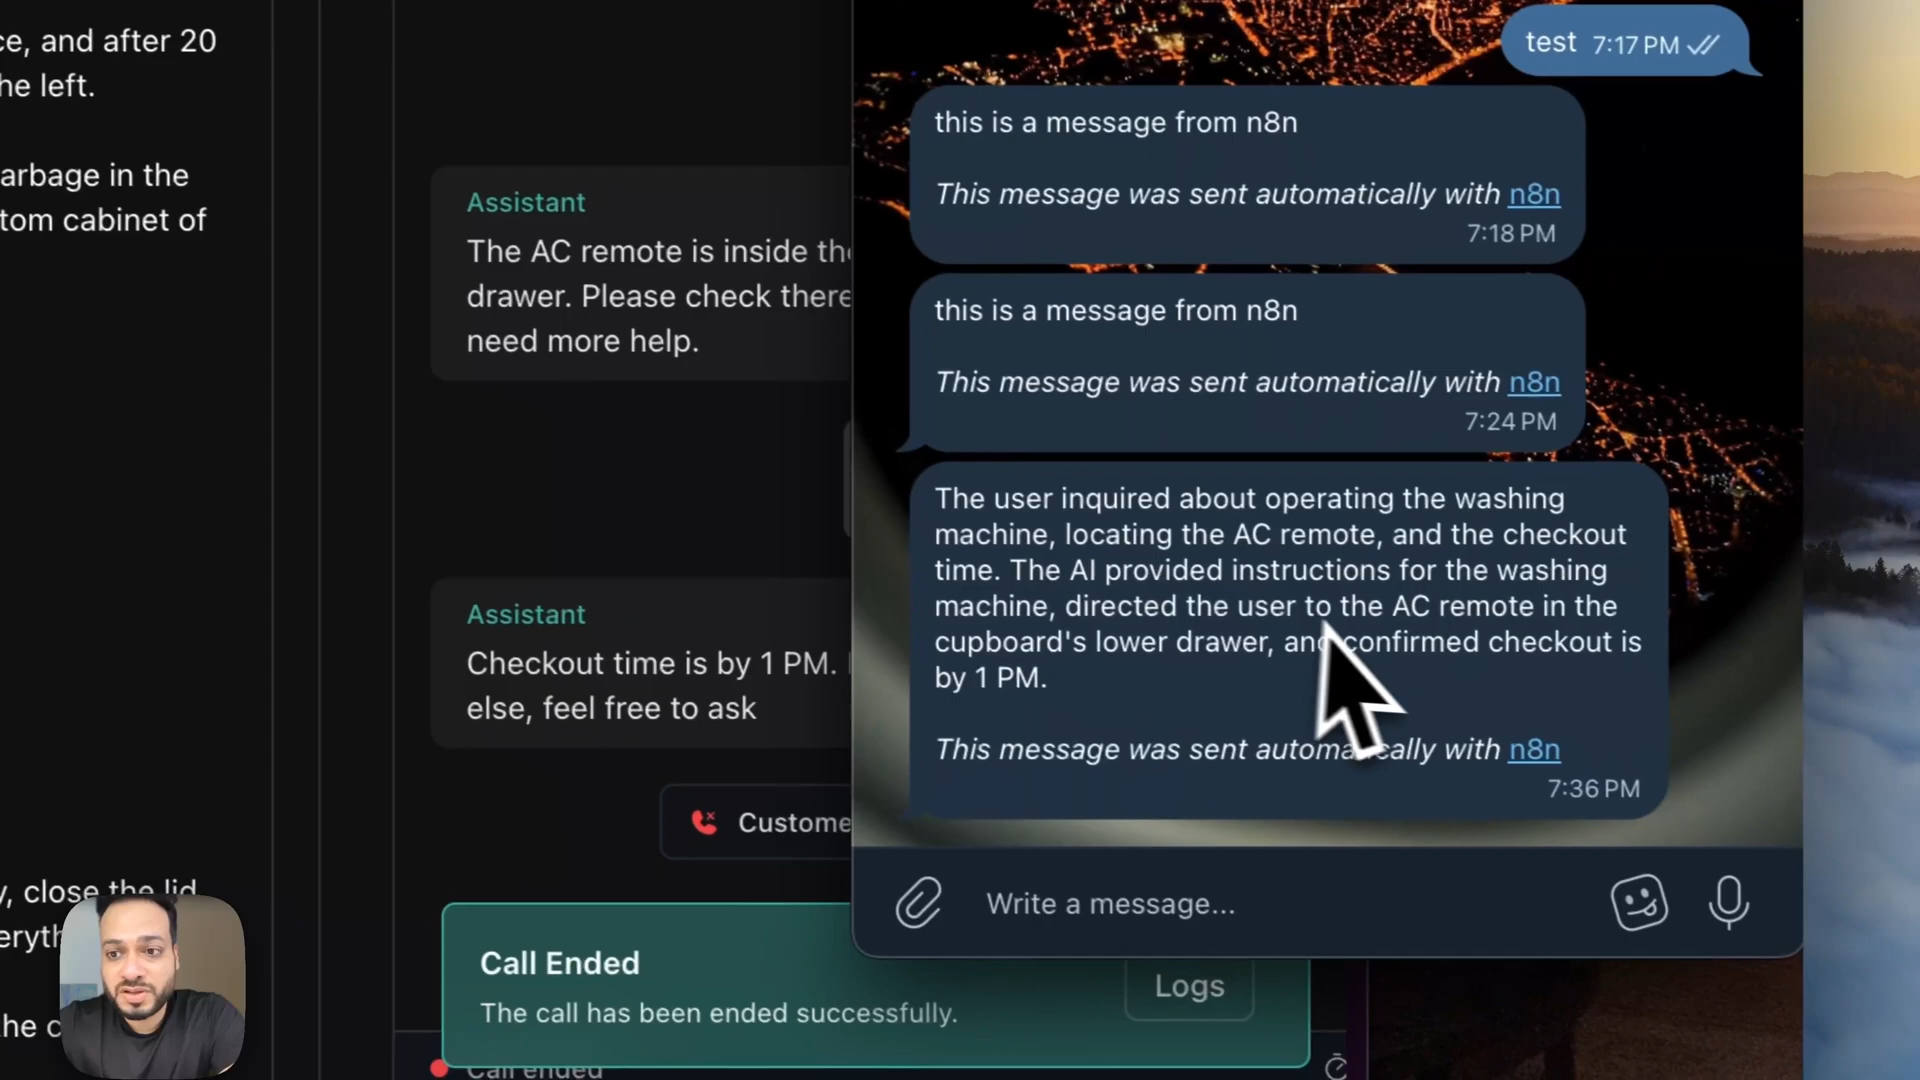 ce, and after 20
he left.
arbage in the
tom cabinet of
y, close the lid
eryth
he c
Assistant
The AC remote is inside the
drawer. Please check there
need more help.
Assistant
Checkout time is by 1 PM.
else, feel free to ask
Custome
Call Ended
The call has been ended successfully.
Logs
Call ended
test 7:17 PM
this is a message from n8n
This message was sent automatically with n8n
7:18 PM
this is a message from n8n
This message was sent automatically with n8n
7:24 PM
The user inquired about operating the washing
machine, locating the AC remote, and the checkout
time. The AI provided instructions for the washing
machine, directed the user to the AC remote in the
cupboard's lower drawer, and confirmed checkout is
by 1 PM.
This message was sent automatically with n8n
7:36 PM
Write a message...